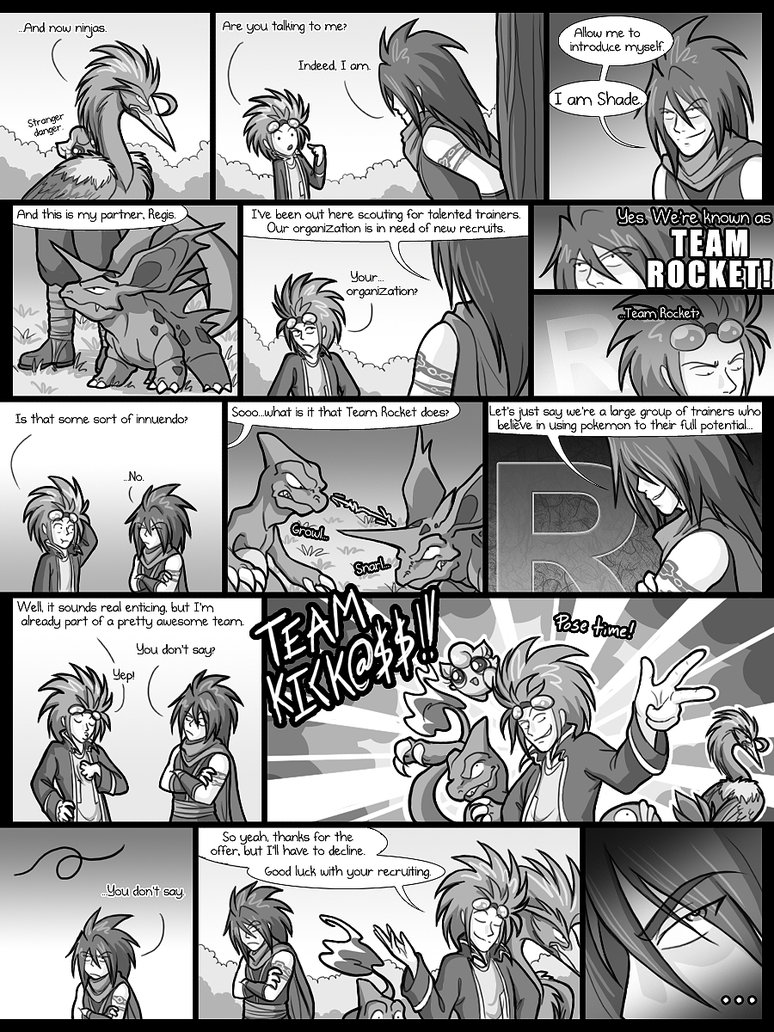 ..And now ninjas.
Stranger
danger.
Are you talking to me?
Indeed, I am.
Allow me to
introduce myself.
I am Shade.
And this is my partner, Regis.
I've been out here scouting for talented trainers.
Our organization is in need of new recruits.
Your...
organization?
Yes. We're known as
TEAM
ROCKET!
...Team Rocket?
R
Is that some sort of innuendo?
..No.
Sooo...what is it that Team Rocket does?
Growl..
Snarl...
Let's just say we're a large group of trainers who
believe in using pokemon to their full potential...
R
Well, it sounds real enticing, but I'm
already part of a pretty awesome team.
You don't say?
Yep!
TEAM
KICK@$$!!
Pose time!
..You don't say.
So yeah, thanks for the
offer, but I'll have to decline.
Good luck with your recruiting.
...